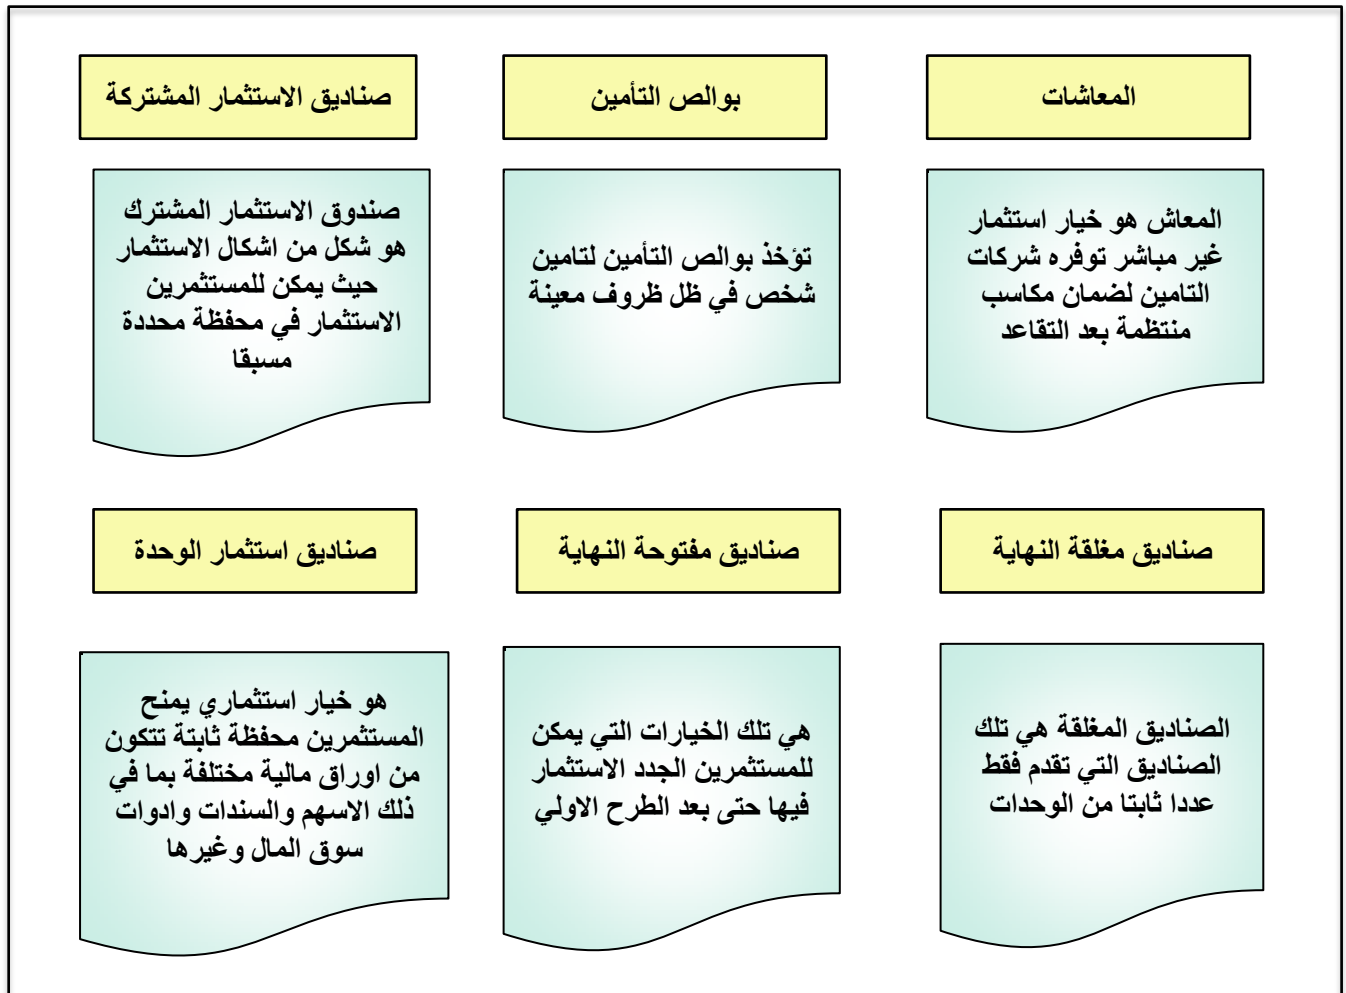 المعاشات
بوالص التأمين
صناديق الاستثمار المشتركة
المعاش هو خيار استثمار
غير مباشر توفره شركات
التامين لضمان مكاسب
منتظمة بعد التقاعد
تؤخذ بوالص التأمين لتامين
شخص في ظل ظروف معينة
صندوق الاستثمار المشترك
هو شكل من اشكال الاستثمار
حيث يمكن للمستثمرين
الاستثمار في محفظة محددة
مسبقا
صناديق مغلقة النهاية
صناديق مفتوحة النهاية
صناديق استثمار الوحدة
الصناديق المغلقة هي تلك
الصناديق التي تقدم فقط
عددا ثابتا من الوحدات
هي تلك الخيارات التي يمكن
للمستثمرين الجدد الاستثمار
فيها حتى بعد الطرح الاولي
هو خيار استثماري يمنح
المستثمرين محفظة ثابتة تتكون
من اوراق مالية مختلفة بما في
ذلك الاسهم والسندات وادوات
سوق المال وغيرها